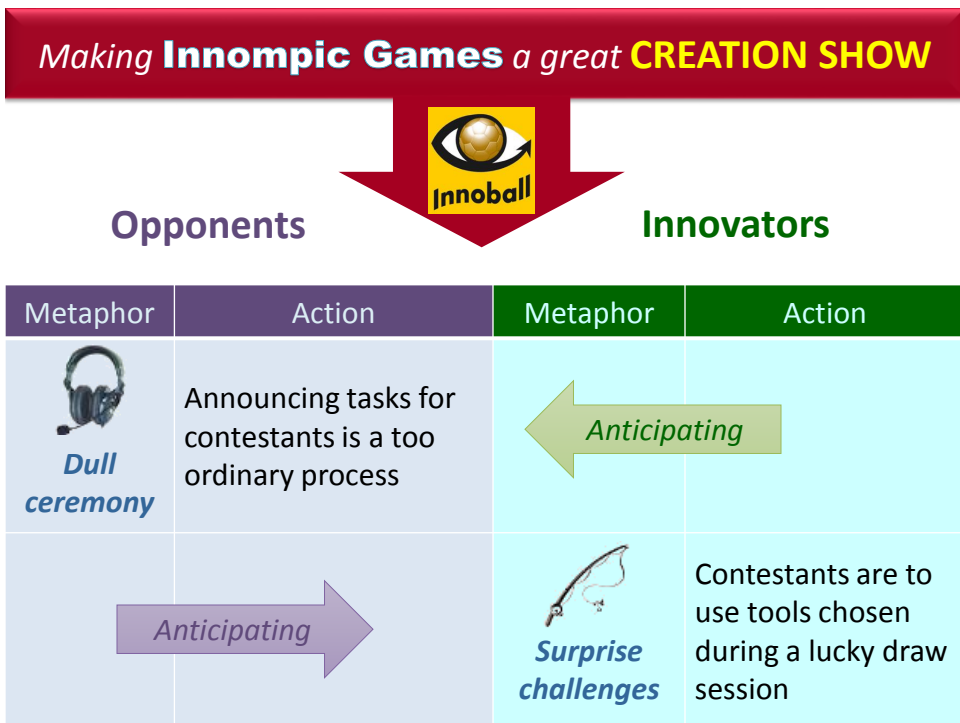 Making Innompic Games a great CREATION SHOW
Innoball
Opponents
Innovators
Metaphor
Action
Metaphor
Action
Dull
ceremony
Announcing tasks for
contestants is a too
ordinary process
Anticipating
Anticipating
Surprise
challenges
Contestants are to
use tools chosen
during a lucky draw
session